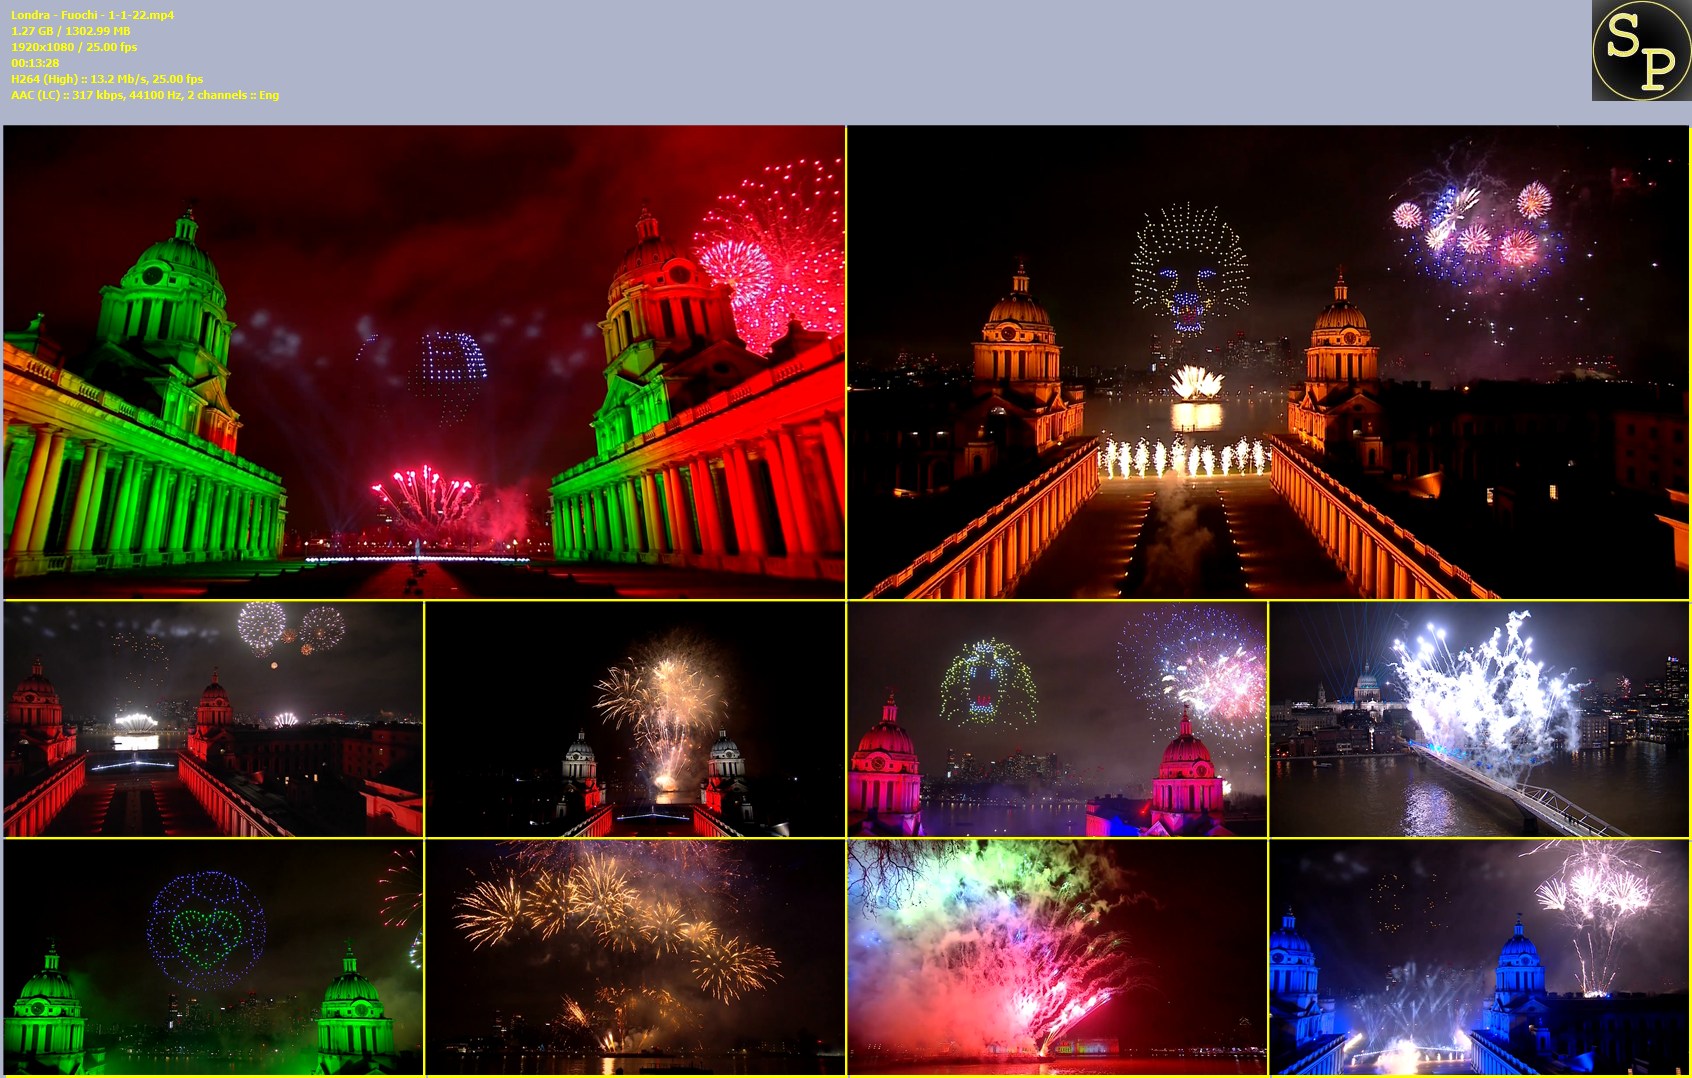 Londra - Fuochi - 1-1-22.mp4
1.27 GB / 1302.99 MB
1920x1080 / 25.00 fps
00:13:28
H264 (High) :: 13.2 Mb/s, 25.00 fps
AAC (LC) :: 317 kbps, 44100 Hz, 2 channels :: Eng
SP